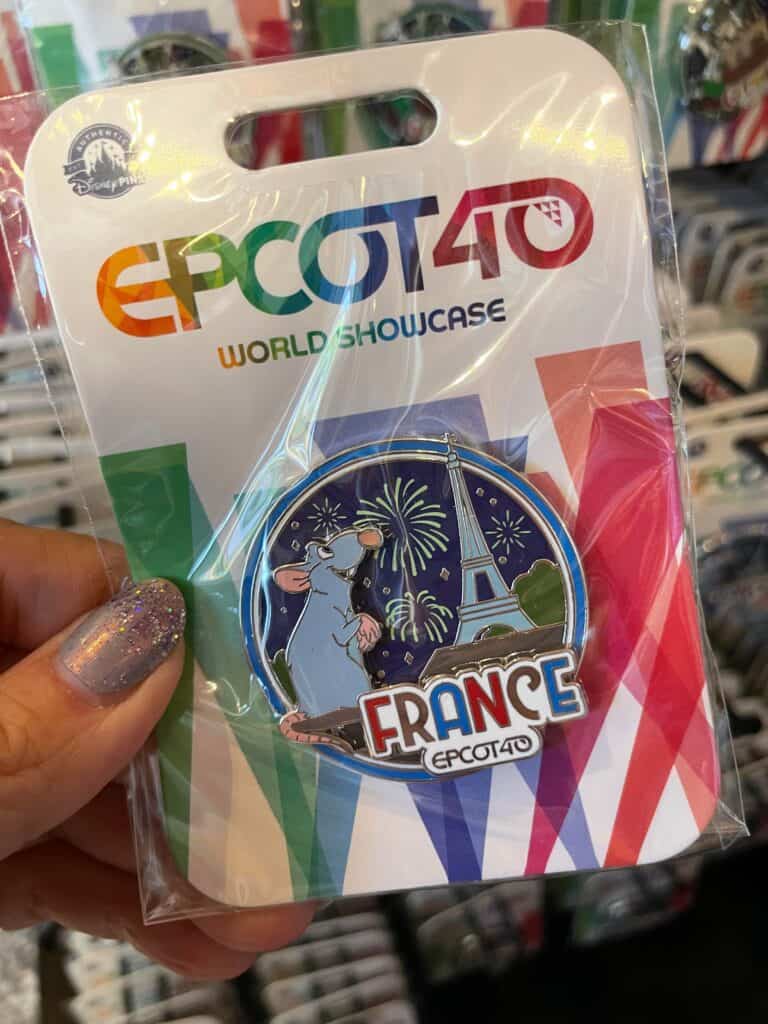 AUTHENTIC
Disney PINS
EPCOT40
WORLD SHOWCASE
FRANCE
EPCOT40